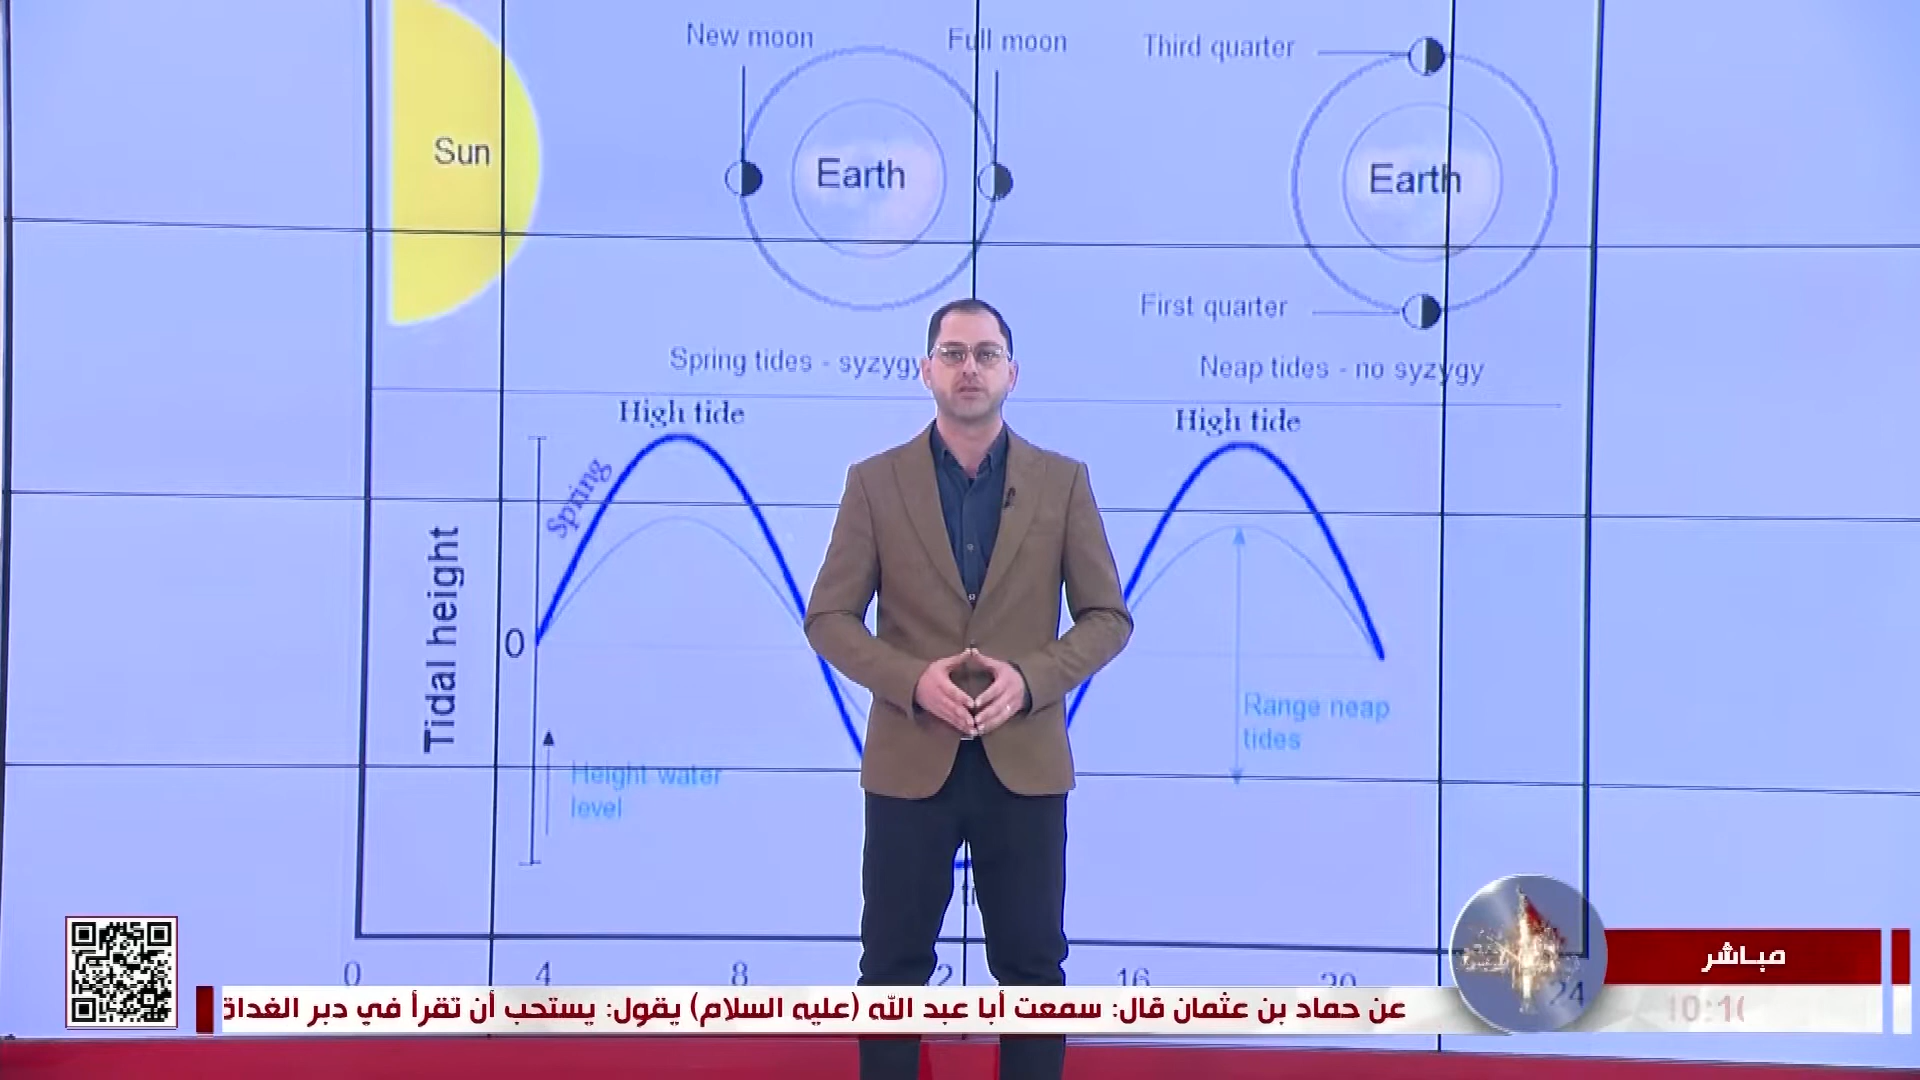 New moon
Full moon
Third quarter
Sun
Earth
Earth
First quarter
Spring tides - syzygy
Neap tides - no syzygy
High tide
High tide
Spring
Tidal height
0
Range neap
tides
Height water
level
0
4
8
16
20
24
مباشر
عن حماد بن عثمان قال: سمعت أبا عبد الله (عليه السلام) يقول: يستحب أن تقرأ في دبر الغداة